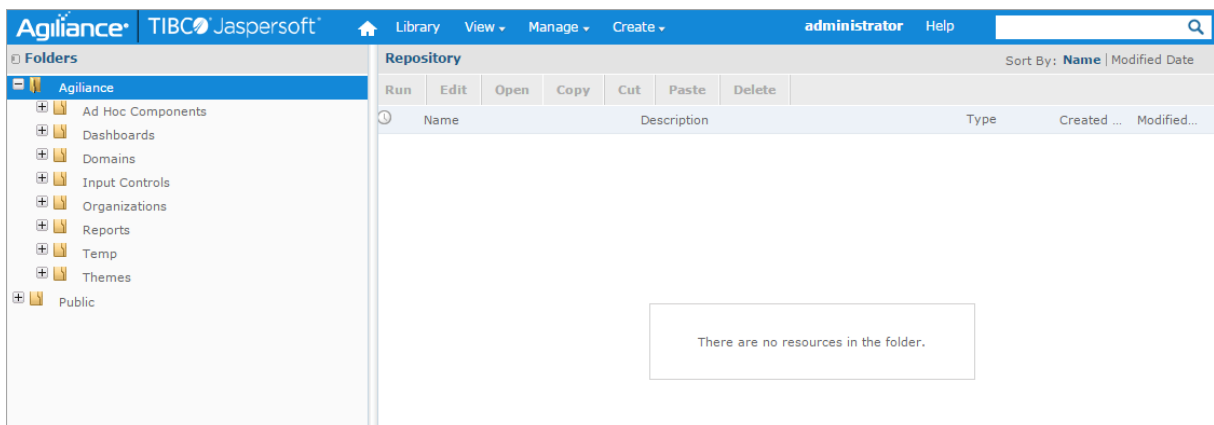 Agiliance TIBCO Jaspersoft Library View Manage Create administrator Help
Folders
Repository
Sort By: Name | Modified Date
Agiliance
Run Edit Open Copy Cut Paste Delete
Ad Hoc Components
Name Description Type Created ... Modified...
Dashboards
Domains
Input Controls
Organizations
Reports
Temp
Themes
Public
There are no resources in the folder.